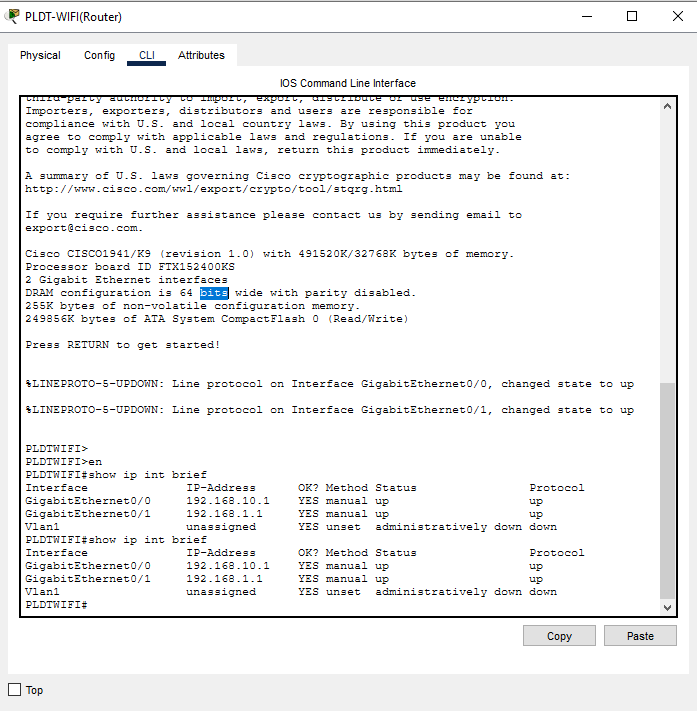 PLDT-WIFI(Router)
Physical Config CLI Attributes
IOS Command Line Interface
third-party authority to import, export, distribute or use encryption.
Importers, exporters, distributors and users are responsible for
compliance with U.S. and local country laws. By using this product you
agree to comply with applicable laws and regulations. If you are unable
to comply with U.S. and local laws, return this product immediately.
A summary of U.S. laws governing Cisco cryptographic products may be found at:
http://www.cisco.com/wwl/export/crypto/tool/stqrg.html
If you require further assistance please contact us by sending email to
export@cisco.com.
Cisco CISCO1941/K9 (revision 1.0) with 491520K/32768K bytes of memory.
Processor board ID FTX152400KS
2 Gigabit Ethernet interfaces
DRAM configuration is 64 bits wide with parity disabled.
255K bytes of non-volatile configuration memory.
249856K bytes of ATA System CompactFlash 0 (Read/Write)
Press RETURN to get started!
%LINEPROTO-5-UPDOWN: Line protocol on Interface GigabitEthernet0/0, changed state to up
%LINEPROTO-5-UPDOWN: Line protocol on Interface GigabitEthernet0/1, changed state to up
PLDTWIFI>
PLDTWIFI>en
PLDTWIFI#show ip int brief
Interface IP-Address OK? Method Status Protocol
GigabitEthernet0/0 192.168.10.1 YES manual up up
GigabitEthernet0/1 192.168.1.1 YES manual up up
Vlan1 unassigned YES unset administratively down down
PLDTWIFI#show ip int brief
Interface IP-Address OK? Method Status Protocol
GigabitEthernet0/0 192.168.10.1 YES manual up up
GigabitEthernet0/1 192.168.1.1 YES manual up up
Vlan1 unassigned YES unset administratively down down
PLDTWIFI#
Copy Paste
Top